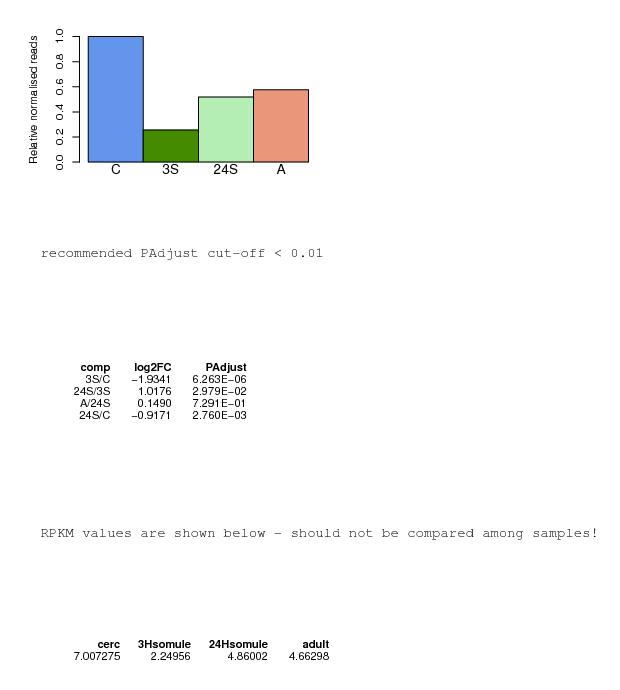 Relative normalised reads
1.0
0.8
0.6
0.4
0.2
0.0
C 3S 24S A
recommended PAdjust cut-off < 0.01
comp log2FC PAdjust
3S/C −1.9341 6.263E−06
24S/3S 1.0176 2.979E−02
A/24S 0.1490 7.291E−01
24S/C −0.9171 2.760E−03
RPKM values are shown below - should not be compared among samples!
cerc 3Hsomule 24Hsomule adult
7.007275 2.24956 4.86002 4.66298